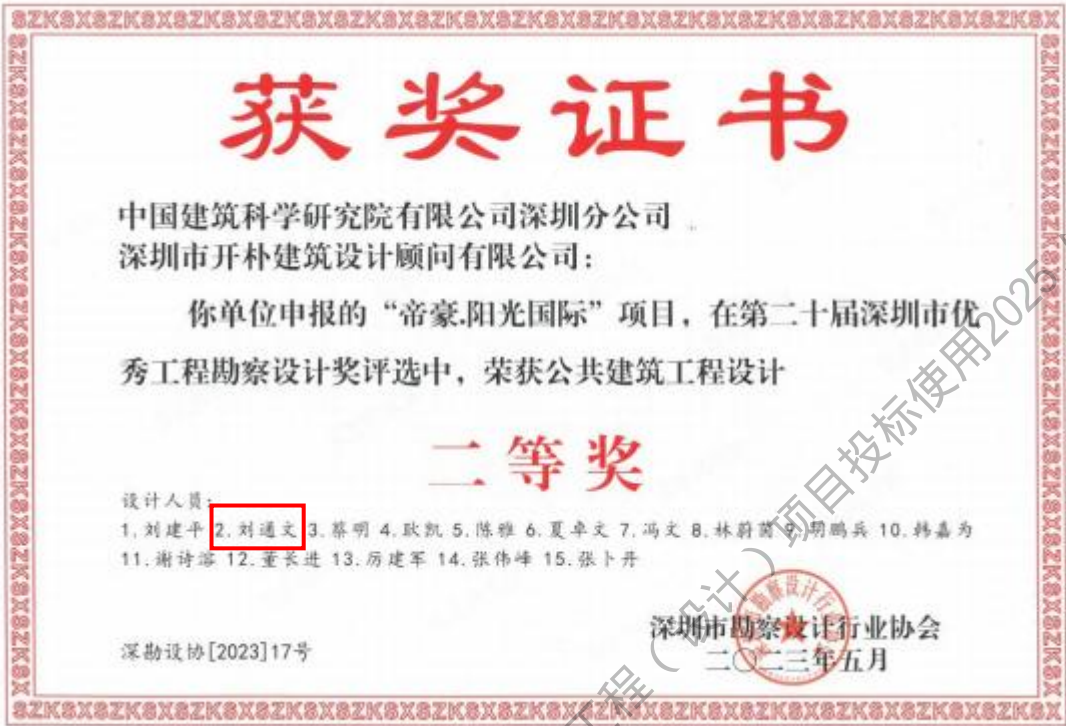 获奖证书
中国建筑科学研究院有限公司深圳分公司
深圳市开朴建筑设计顾问有限公司:
你单位申报的“帝豪.阳光国际”项目，在第二十届深圳市优
秀工程勘察设计奖评选中，荣获公共建筑工程设计
二等奖
设计人员:
1.刘建平 2.刘通文 3.蔡明 4.耿凯 5.陈雅 6.夏卓文 7.冯文 8.林蔚茵 9.明鹏兵 10.韩嘉为
11.谢诗溶 12.董长进 13.厉建军 14.张伟峰 15.张卜丹
深圳市勘察设计行业协会
二〇二三年五月
深勘设协[2023]17号
工程（设计）项目投标使用2025